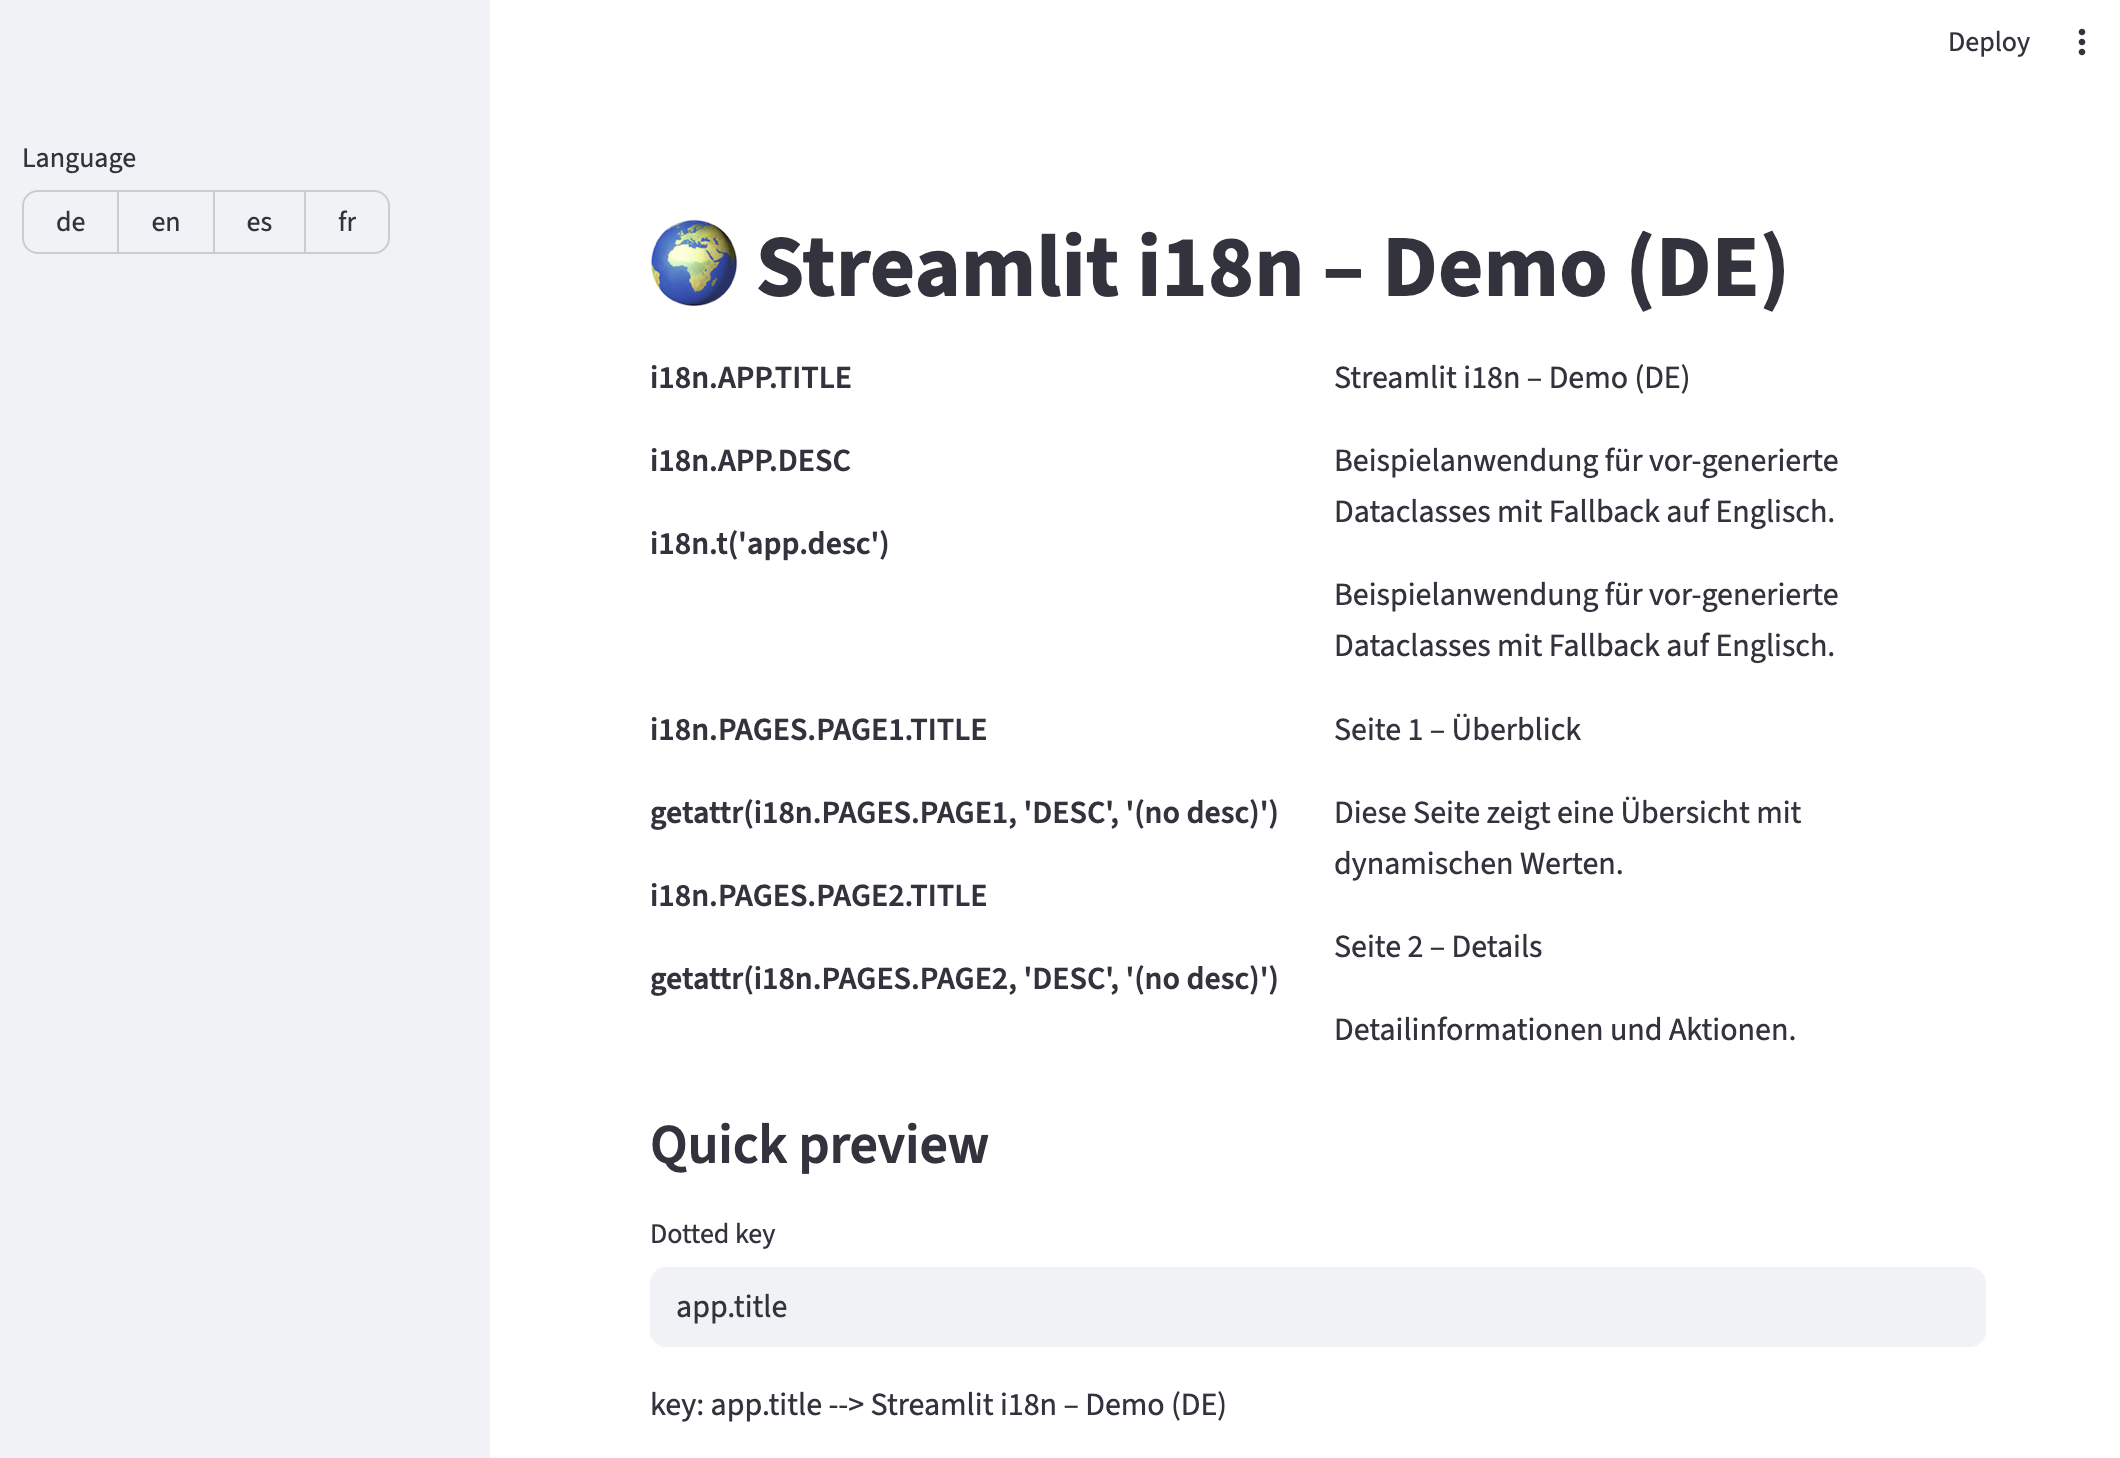 Deploy
Language
de en es fr
Streamlit i18n – Demo (DE)
i18n.APP.TITLE
i18n.APP.DESC
i18n.t('app.desc')
Streamlit i18n – Demo (DE)
Beispielanwendung für vor-generierte
Dataclasses mit Fallback auf Englisch.
Beispielanwendung für vor-generierte
Dataclasses mit Fallback auf Englisch.
i18n.PAGES.PAGE1.TITLE
getattr(i18n.PAGES.PAGE1, 'DESC', '(no desc)')
i18n.PAGES.PAGE2.TITLE
getattr(i18n.PAGES.PAGE2, 'DESC', '(no desc)')
Seite 1 – Überblick
Diese Seite zeigt eine Übersicht mit
dynamischen Werten.
Seite 2 – Details
Detailinformationen und Aktionen.
Quick preview
Dotted key
app.title
key: app.title --> Streamlit i18n – Demo (DE)